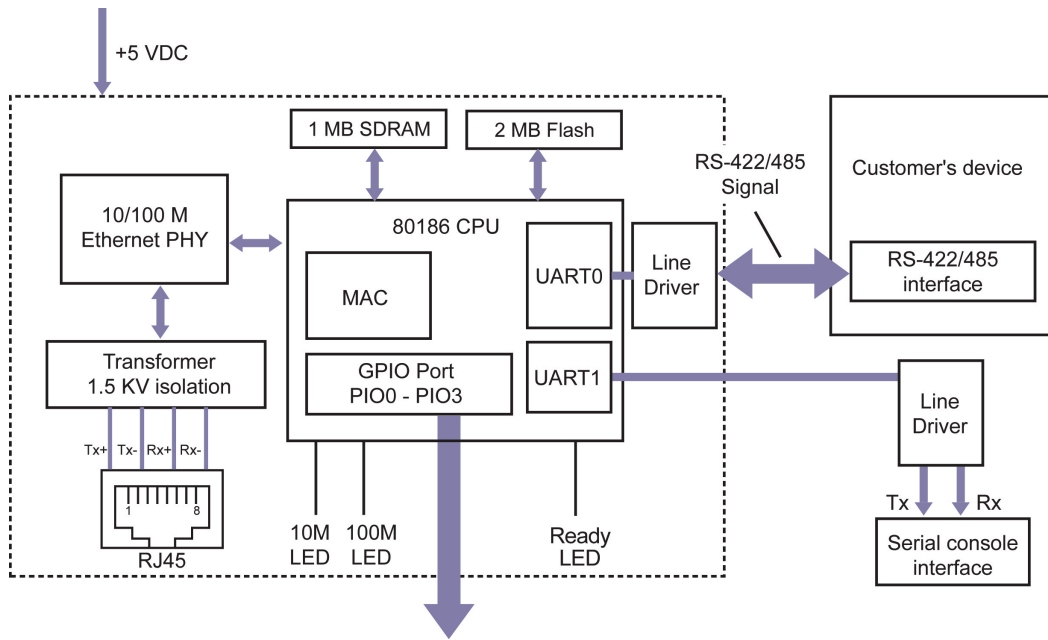 +5 VDC
1 MB SDRAM
2 MB Flash
RS-422/485
Signal
Customer's device
10/100 M
Ethernet PHY
80186 CPU
UART0
Line
Driver
RS-422/485
interface
MAC
Transformer
1.5 KV isolation
GPIO Port
PIO0 - PIO3
UART1
Line
Driver
Tx+ Tx- Rx+ Rx-
1 8
RJ45
10M
LED
100M
LED
Ready
LED
Tx Rx
Serial console
interface